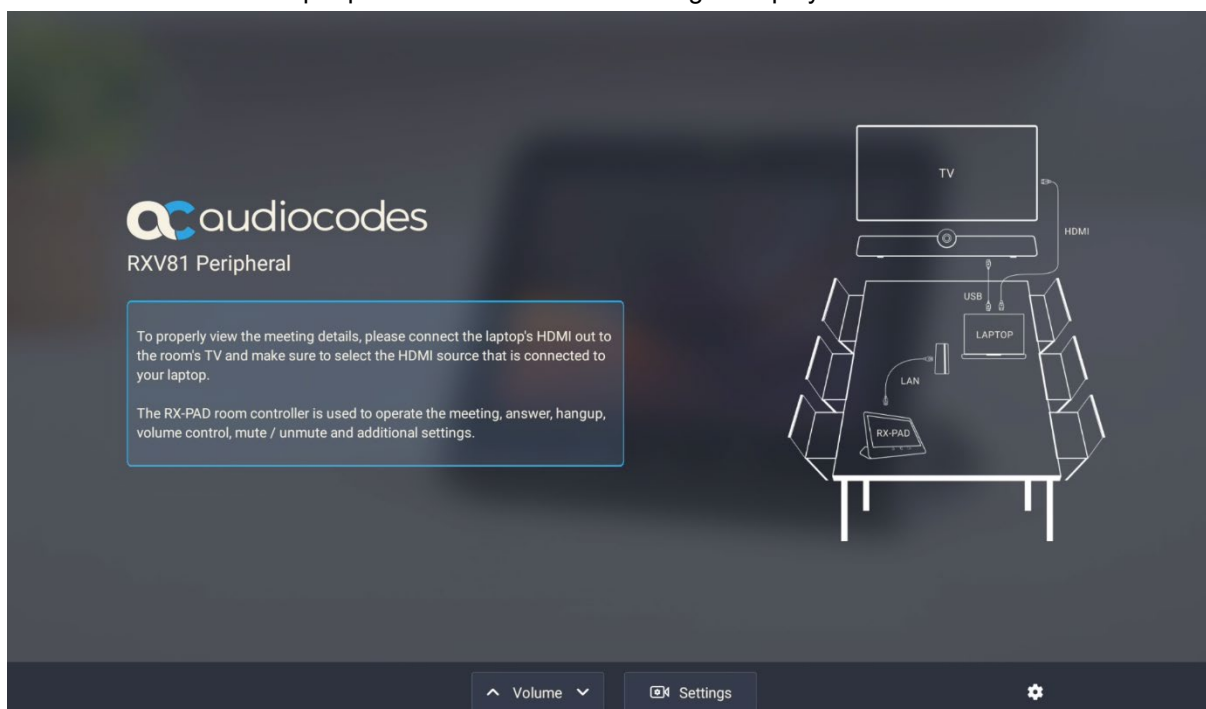 audiocodes
RXV81 Peripheral
To properly view the meeting details, please connect the laptop's HDMI out to
the room's TV and make sure to select the HDMI source that is connected to
your laptop.
The RX-PAD room controller is used to operate the meeting, answer, hangup,
volume control, mute / unmute and additional settings.
TV
HDMI
USB
LAPTOP
LAN
RX-PAD
Volume
Settings